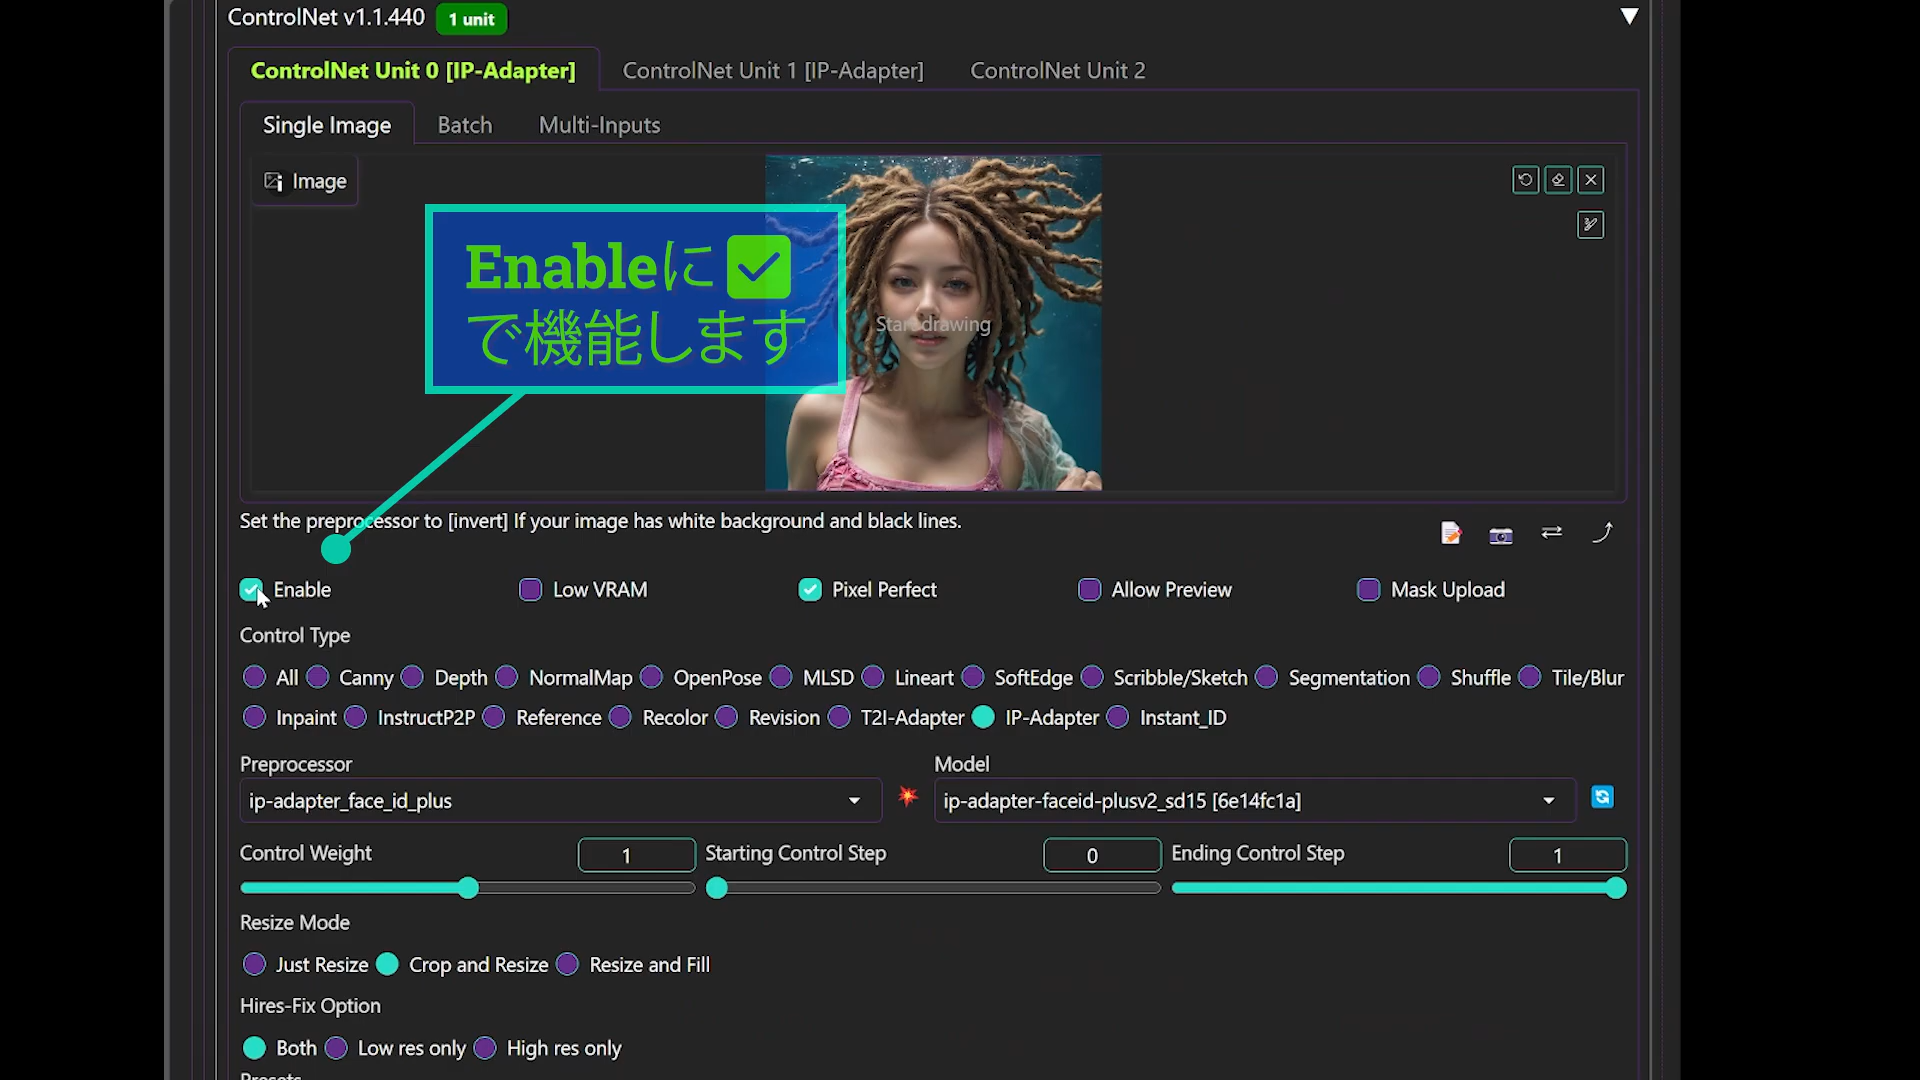 ControlNet v1.1.440 1 unit
ControlNet Unit 0 [IP-Adapter] ControlNet Unit 1 [IP-Adapter] ControlNet Unit 2
Single Image Batch Multi-Inputs
Image
Enableに
で機能します
Start drawing
Set the preprocessor to [invert] If your image has white background and black lines.
Enable Low VRAM Pixel Perfect Allow Preview Mask Upload
Control Type
All Canny Depth NormalMap OpenPose MLSD Lineart SoftEdge Scribble/Sketch Segmentation Shuffle Tile/Blur
Inpaint InstructP2P Reference Recolor Revision T2I-Adapter IP-Adapter Instant_ID
Preprocessor Model
ip-adapter_face_id_plus ip-adapter-faceid-plusv2_sd15 [6e14fc1a]
Control Weight 1 Starting Control Step 0 Ending Control Step 1
Resize Mode
Just Resize Crop and Resize Resize and Fill
Hires-Fix Option
Both Low res only High res only
Presets